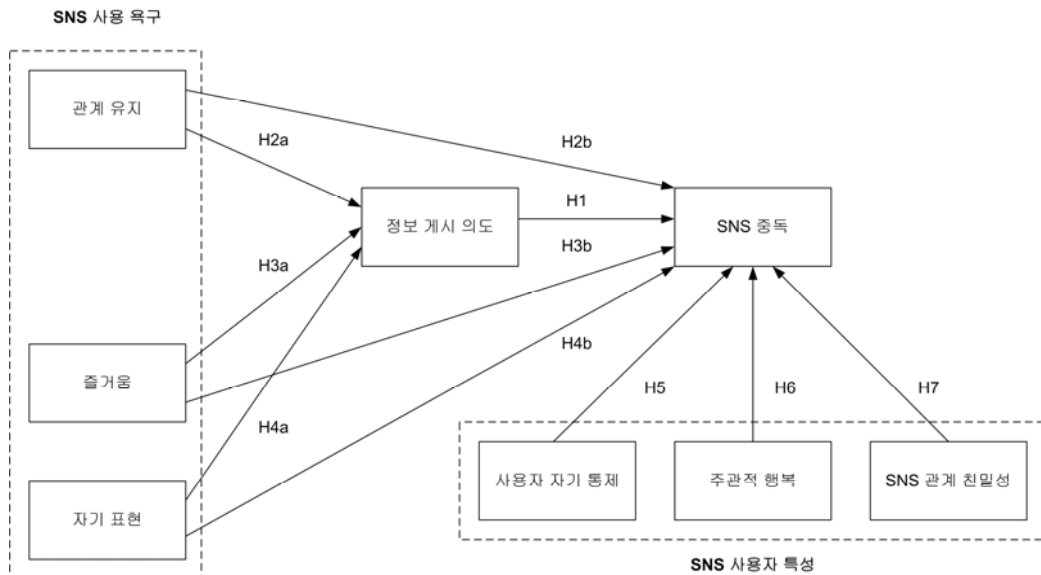 SNS 사용 욕구
관계 유지
H2a
H2b
정보 게시 의도
H1
SNS 중독
H3a
H3b
즐거움
H4a
H4b
H5
H6
H7
자기 표현
사용자 자기 통제
주관적 행복
SNS 관계 친밀성
SNS 사용자 특성